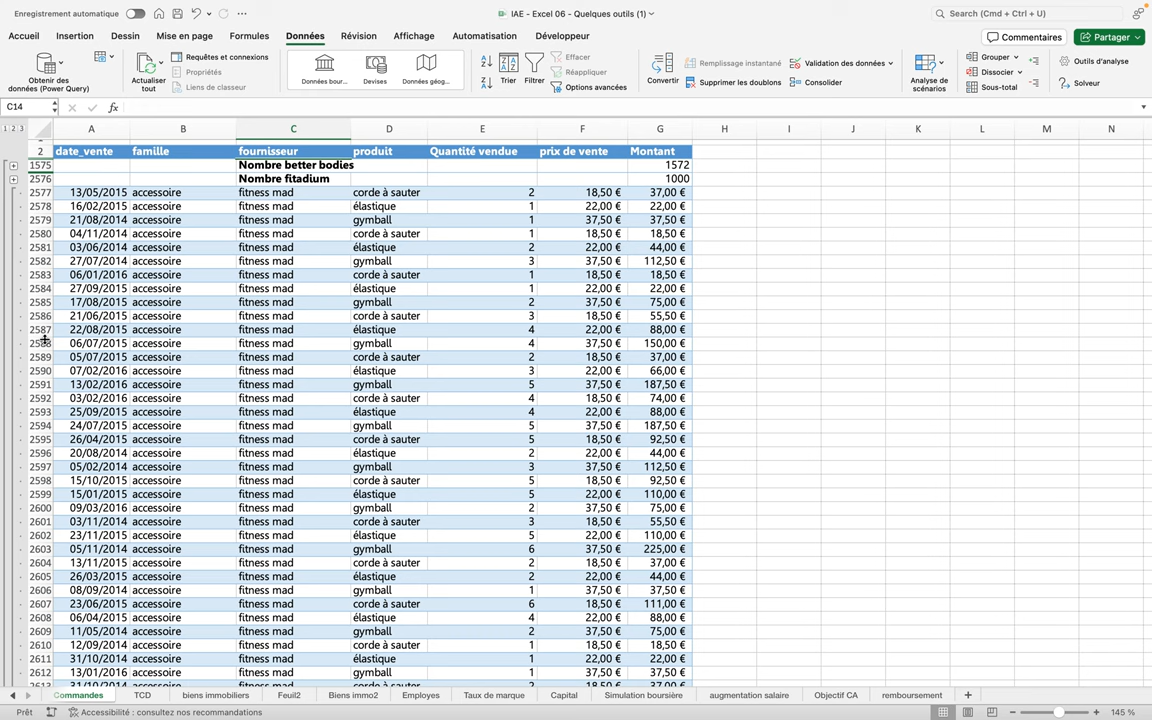 Enregistrement automatique
IAE - Excel 06 - Quelques outils (1)
Search (Cmd + Ctrl + U)
Accueil Insertion Dessin Mise en page Formules Données Révision Affichage Automatisation Développeur
Commentaires Partager
Obtenir des données (Power Query)
Actualiser tout
Requêtes et connexions
Propriétés
Liens de classeur
Données bour... Devises Données géog...
Trier Filtrer
Effacer
Réappliquer
Options avancées
Convertir
Remplissage instantané
Supprimer les doublons
Validation des données
Consolider
Analyse de scénarios
Grouper
Dissocier
Sous-total
Outils d'analyse
Solveur
C14 fx
1 2 3 A B C D E F G H I J K L M N
2 date_vente famille fournisseur produit Quantité vendue prix de vente Montant
1575 Nombre better bodies 1572
2576 Nombre fitadium 1000
2577 13/05/2015 accessoire fitness mad corde à sauter 2 18,50 € 37,00 €
2578 16/02/2015 accessoire fitness mad élastique 1 22,00 € 22,00 €
2579 21/08/2014 accessoire fitness mad gymball 1 37,50 € 37,50 €
2580 04/11/2014 accessoire fitness mad corde à sauter 1 18,50 € 18,50 €
2581 03/06/2014 accessoire fitness mad élastique 2 22,00 € 44,00 €
2582 27/07/2014 accessoire fitness mad gymball 3 37,50 € 112,50 €
2583 06/01/2016 accessoire fitness mad corde à sauter 1 18,50 € 18,50 €
2584 27/09/2015 accessoire fitness mad élastique 1 22,00 € 22,00 €
2585 17/08/2015 accessoire fitness mad gymball 2 37,50 € 75,00 €
2586 21/06/2015 accessoire fitness mad corde à sauter 3 18,50 € 55,50 €
2587 22/08/2015 accessoire fitness mad élastique 4 22,00 € 88,00 €
2588 06/07/2015 accessoire fitness mad gymball 4 37,50 € 150,00 €
2589 05/07/2015 accessoire fitness mad corde à sauter 2 18,50 € 37,00 €
2590 07/02/2016 accessoire fitness mad élastique 3 22,00 € 66,00 €
2591 13/02/2016 accessoire fitness mad gymball 5 37,50 € 187,50 €
2592 03/02/2016 accessoire fitness mad corde à sauter 4 18,50 € 74,00 €
2593 25/09/2015 accessoire fitness mad élastique 4 22,00 € 88,00 €
2594 24/07/2015 accessoire fitness mad gymball 5 37,50 € 187,50 €
2595 26/04/2015 accessoire fitness mad corde à sauter 5 18,50 € 92,50 €
2596 20/08/2014 accessoire fitness mad élastique 2 22,00 € 44,00 €
2597 05/02/2014 accessoire fitness mad gymball 3 37,50 € 112,50 €
2598 15/10/2015 accessoire fitness mad corde à sauter 5 18,50 € 92,50 €
2599 15/01/2015 accessoire fitness mad élastique 5 22,00 € 110,00 €
2600 09/03/2016 accessoire fitness mad gymball 2 37,50 € 75,00 €
2601 03/11/2014 accessoire fitness mad corde à sauter 3 18,50 € 55,50 €
2602 23/11/2015 accessoire fitness mad élastique 5 22,00 € 110,00 €
2603 05/11/2014 accessoire fitness mad gymball 6 37,50 € 225,00 €
2604 13/11/2015 accessoire fitness mad corde à sauter 2 18,50 € 37,00 €
2605 26/03/2015 accessoire fitness mad élastique 2 22,00 € 44,00 €
2606 08/09/2014 accessoire fitness mad gymball 1 37,50 € 37,50 €
2607 23/06/2015 accessoire fitness mad corde à sauter 6 18,50 € 111,00 €
2608 06/04/2015 accessoire fitness mad élastique 4 22,00 € 88,00 €
2609 11/05/2014 accessoire fitness mad gymball 2 37,50 € 75,00 €
2610 12/09/2014 accessoire fitness mad corde à sauter 1 18,50 € 18,50 €
2611 31/10/2014 accessoire fitness mad élastique 1 22,00 € 22,00 €
2612 13/01/2016 accessoire fitness mad gymball 1 37,50 € 37,50 €
2613 31/10/2014 accessoire fitness mad corde à sauter 2 18,50 € 37,00 €
Commandes TCD biens immobiliers Feuil2 Biens immo2 Employes Taux de marque Capital Simulation boursière augmentation salaire Objectif CA remboursement
Prêt Accessibilité : consultez nos recommandations 145 %